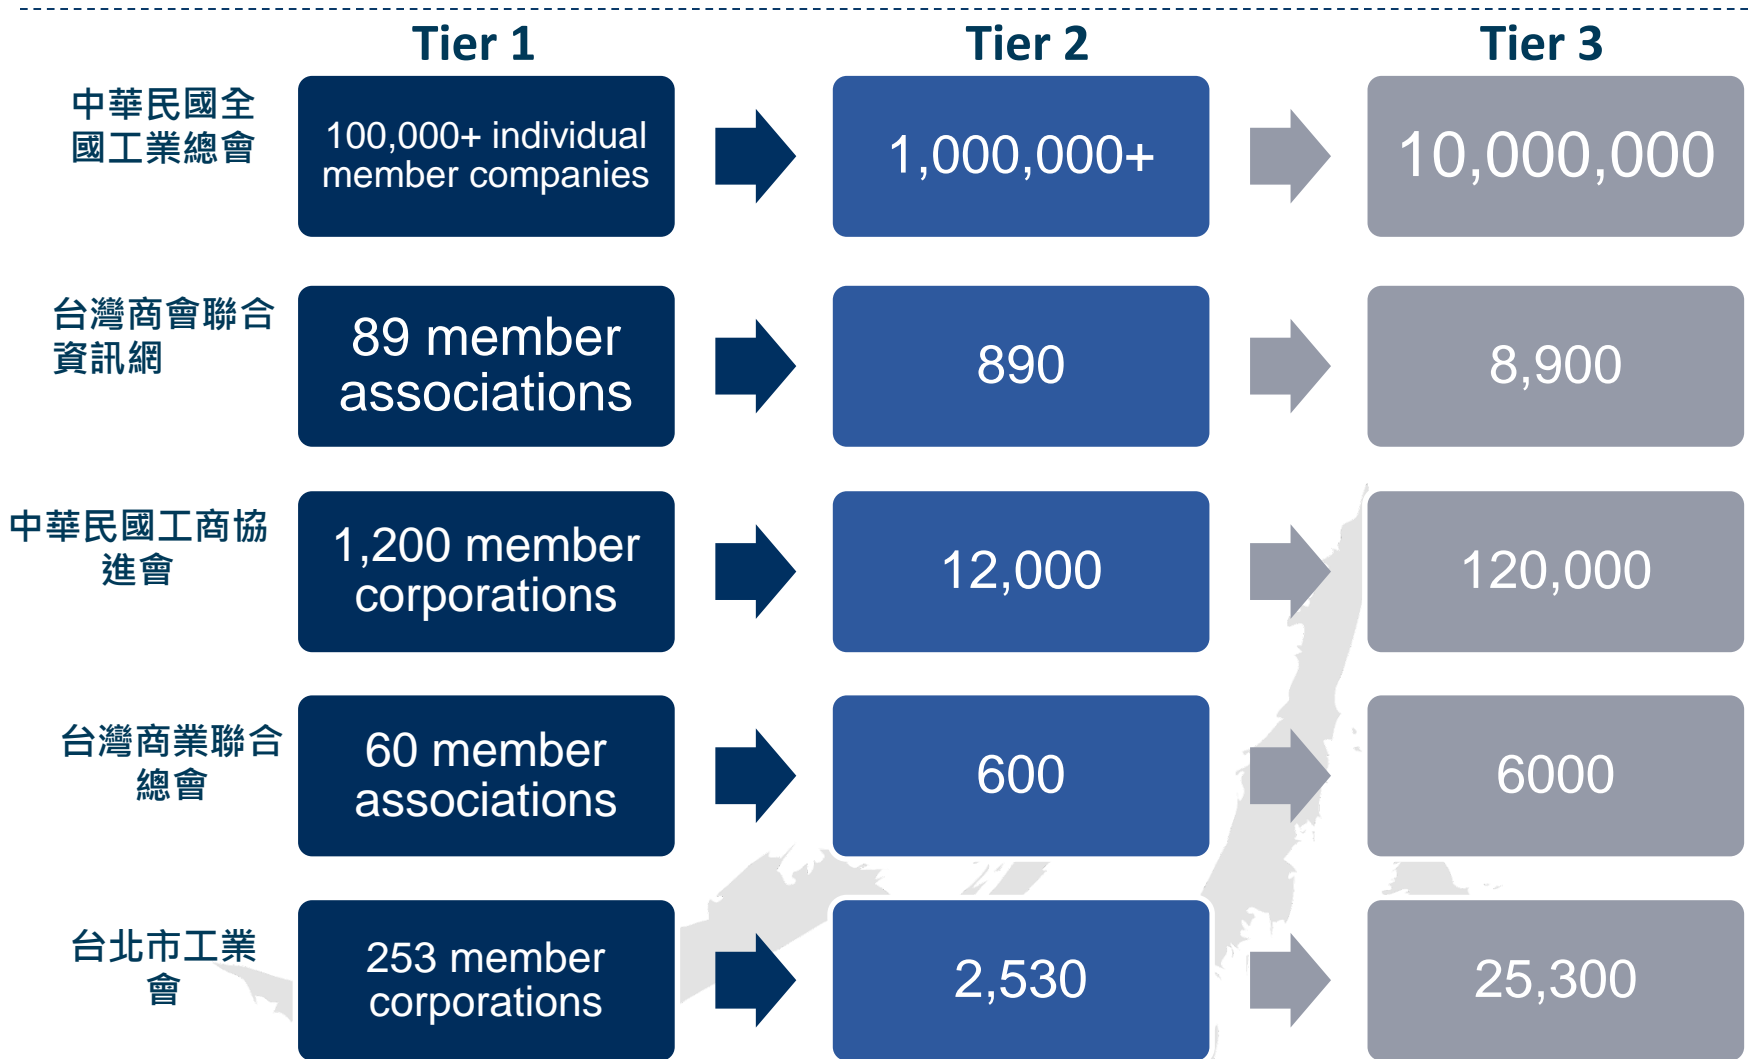 Tier 1
Tier 2
Tier 3
中華民國全
國工業總會
100,000+ individual
member companies
1,000,000+
10,000,000
台灣商會聯合
資訊網
89 member
associations
890
8,900
中華民國工商協
進會
1,200 member
corporations
12,000
120,000
台灣商業聯合
總會
60 member
associations
600
6000
台北市工業
會
253 member
corporations
2,530
25,300